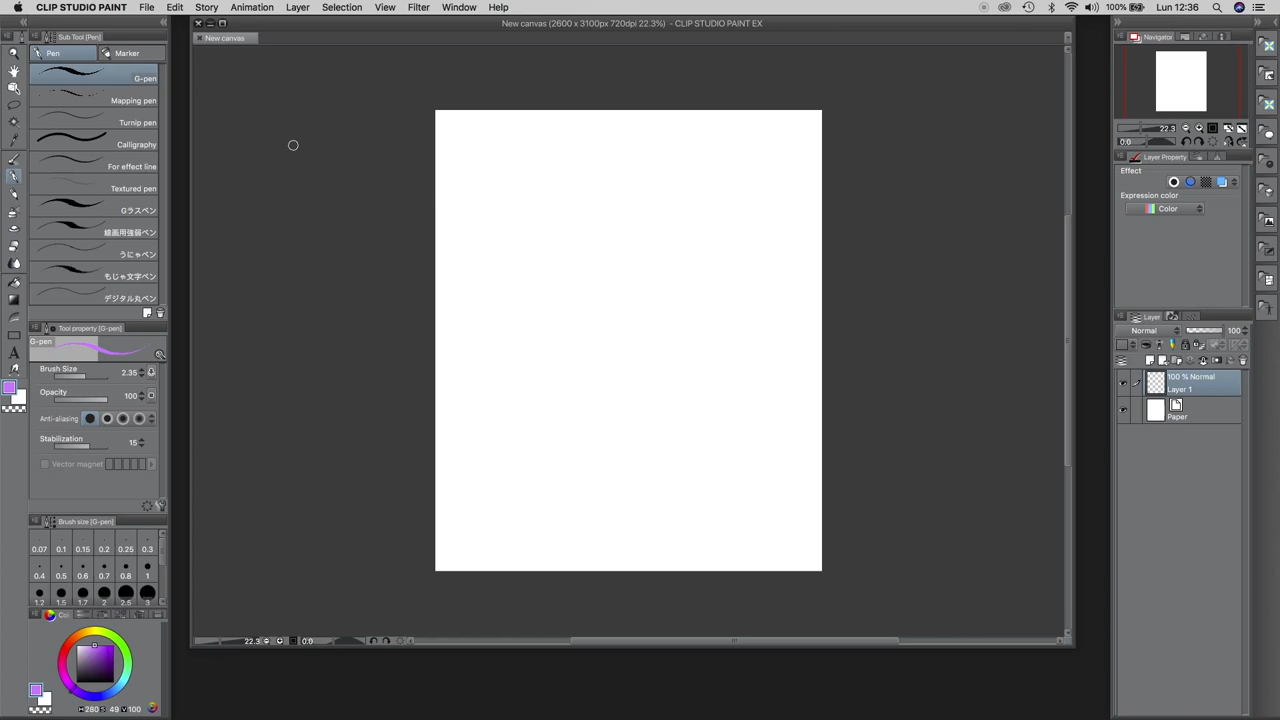 CLIP STUDIO PAINT File Edit Story Animation Layer Selection View Filter Window Help 100% Lun 12:36
New canvas (2600 x 3100px 720dpi 22.3%) - CLIP STUDIO PAINT EX
Sub Tool [Pen]
New canvas
Navigator
Pen Marker
G-pen
Mapping pen
Turnip pen
Calligraphy
For effect line
Textured pen
Gラスペン
線画用強弱ペン
うにゃペン
もじゃ文字ペン
デジタル丸ペン
22.3
0.0
Layer Property
Effect
Expression color
Color
Tool property [G-pen]
G-pen
Brush Size 2.35
Opacity 100
Anti-aliasing
Stabilization 15
Vector magnet
Layer
Normal 100
100 % Normal
Layer 1
Paper
Brush size [G-pen]
0.07 0.1 0.15 0.2 0.25 0.3
0.4 0.5 0.6 0.7 0.8 1
1.2 1.5 1.7 2 2.5 3
Col
22.3 0.0
H 280 S 49 V 100
T